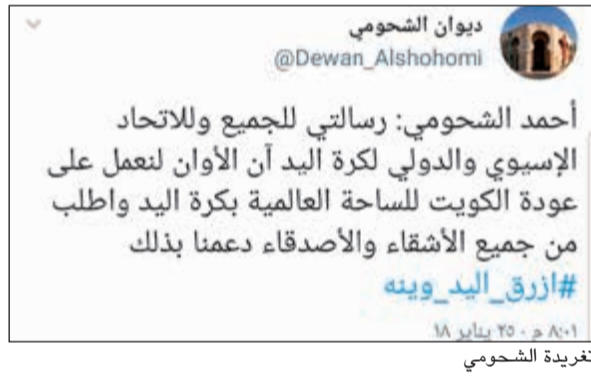 ديوان الشحومي
@Dewan_Alshohomi
أحمد الشحومي: رسالتي للجميع وللاتحاد
الإسيوي والدولي لكرة اليد آن الأوان لنعمل على
عودة الكويت للساحة العالمية بكرة اليد واطلب
من جميع الأشقاء والأصدقاء دعمنا بذلك
#ازرق_اليد_وينه
٨:٠١ م - ٢٥ يناير ١٨
تغريدة الشحومي